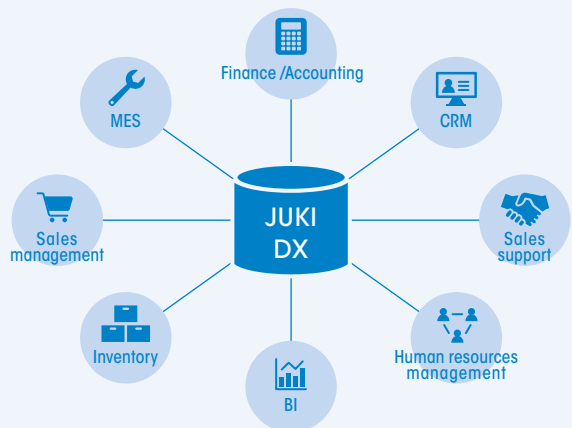 Finance /Accounting
MES
CRM
JUKI
DX
Sales
management
Sales
support
Inventory
Human resources
management
BI